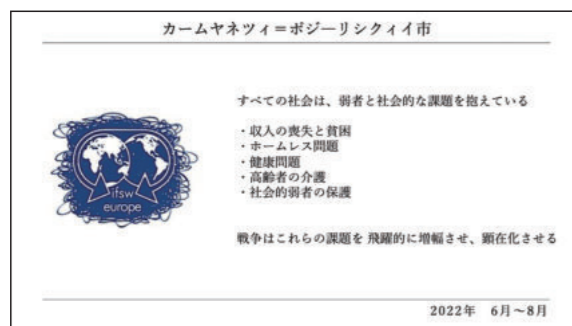 カームヤネツィ＝ポジーリシクィイ市
すべての社会は、弱者と社会的な課題を抱えている
・収入の喪失と貧困
・ホームレス問題
・健康問題
・高齢者の介護
・社会的弱者の保護
ifsw
europe
戦争はこれらの課題を 飛躍的に増幅させ、顕在化させる
2022年　6月～8月